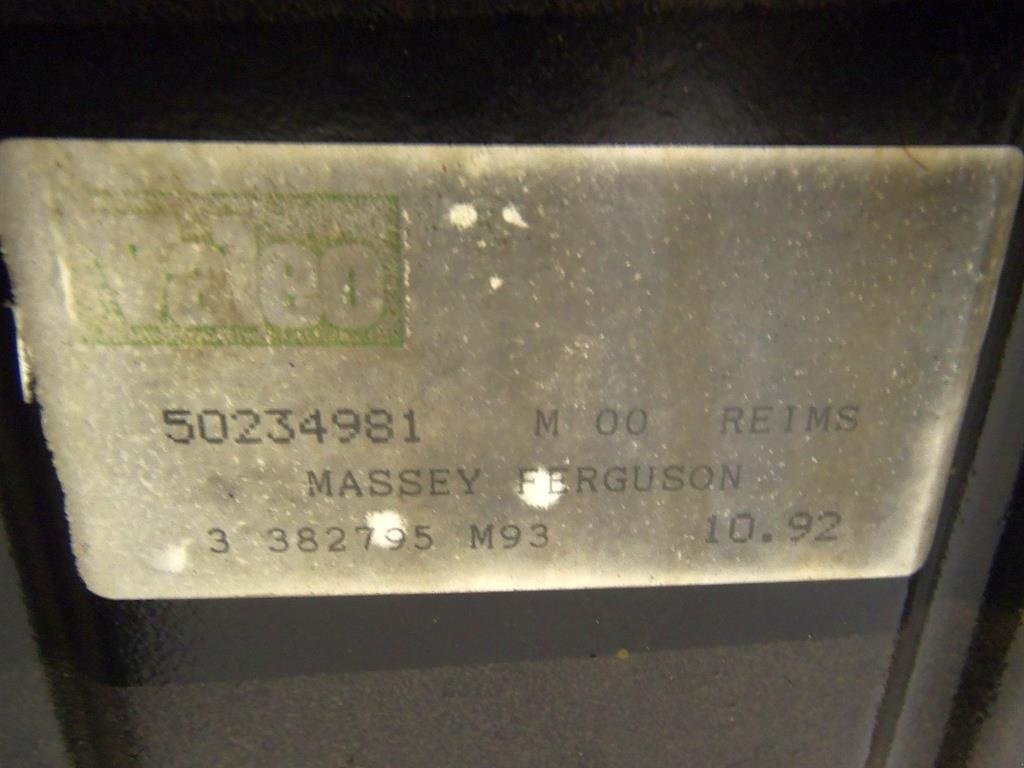 Valeo
50234981 M 00 REIMS
MASSEY FERGUSON
3 382795 M93 10.92